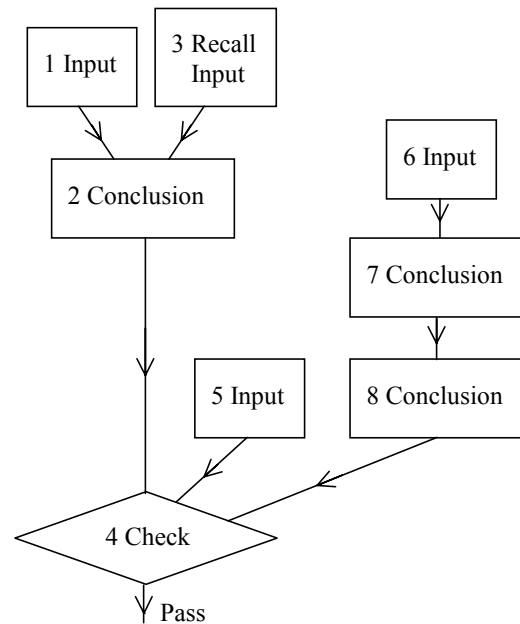 1 Input
3 Recall
Input
2 Conclusion
6 Input
7 Conclusion
5 Input
8 Conclusion
4 Check
Pass